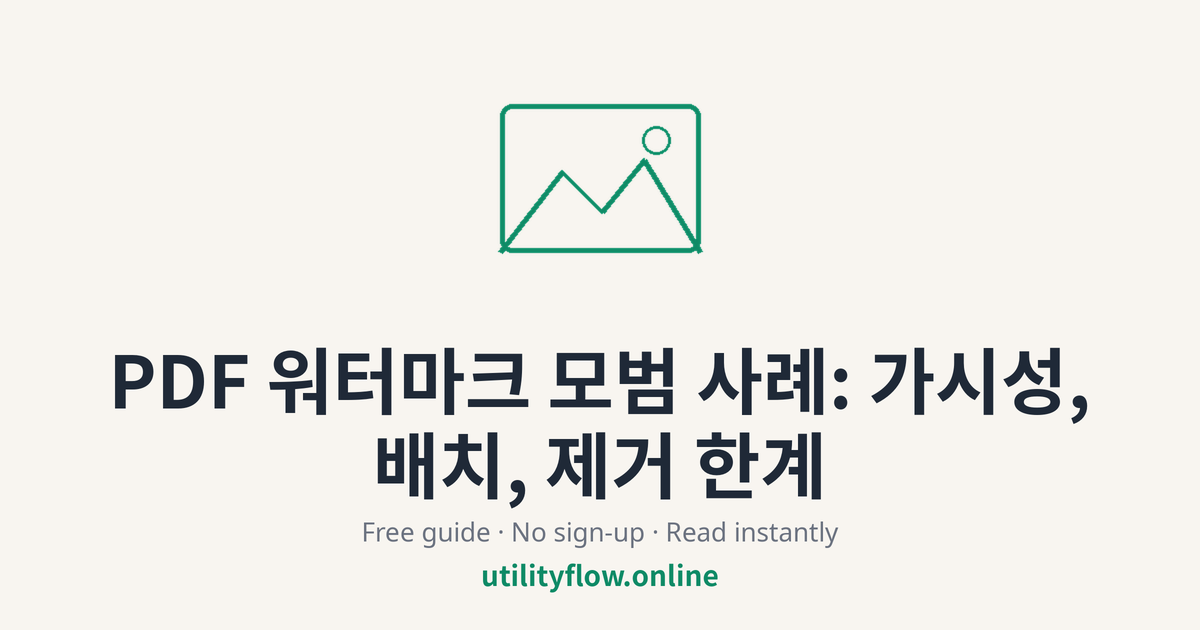 PDF 워터마크 모범 사례: 가시성,
배치, 제거 한계
Free guide · No sign-up · Read instantly
utilityflow.online